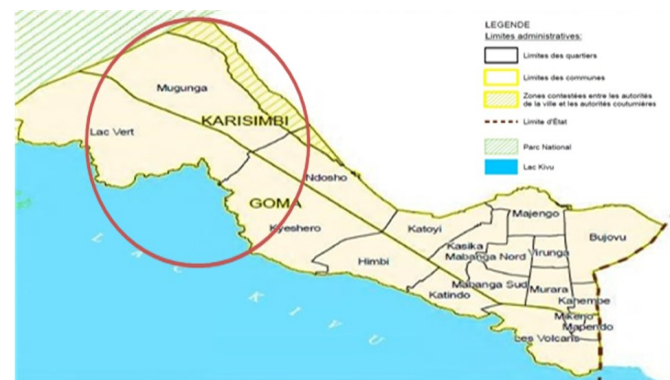 LEGENDE
Limites administratives:
Limites des quartiers
Limites des communes
Zones contestées entre les autorités
de la ville et les autorités coutumières
Limite d'État
Parc National
Lac Kivu
Mugunga
KARISIMBI
Lac Vert
Ndosho
GOMA
Kyeshero
Himbi
Katoyi
Majengo
Bujovu
Kasika
Virunga
Mabanga Nord
Mabanga Sud
Murara
Katindo
Kahembe
Mikeno
Mapendo
Les Volcans
LAC KIVU